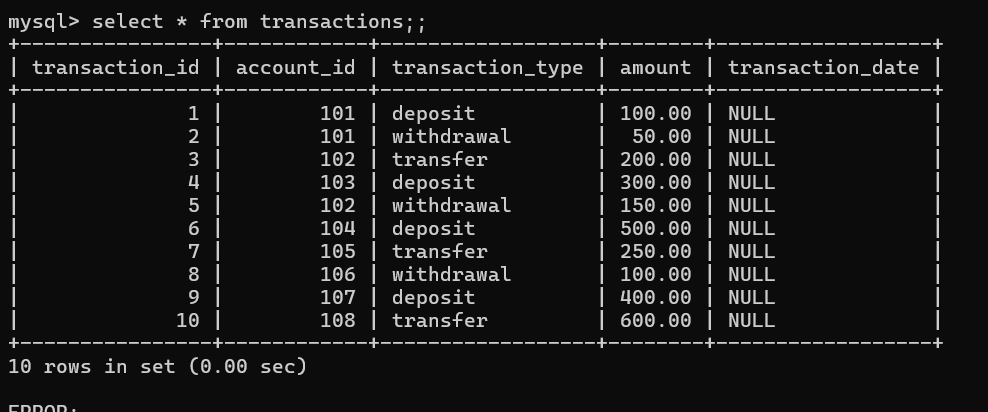 mysql> select * from transactions;;
+----------------+------------+------------------+--------+------------------+
| transaction_id | account_id | transaction_type | amount | transaction_date |
+----------------+------------+------------------+--------+------------------+
|              1 |        101 | deposit          | 100.00 | NULL             |
|              2 |        101 | withdrawal       |  50.00 | NULL             |
|              3 |        102 | transfer         | 200.00 | NULL             |
|              4 |        103 | deposit          | 300.00 | NULL             |
|              5 |        102 | withdrawal       | 150.00 | NULL             |
|              6 |        104 | deposit          | 500.00 | NULL             |
|              7 |        105 | transfer         | 250.00 | NULL             |
|              8 |        106 | withdrawal       | 100.00 | NULL             |
|              9 |        107 | deposit          | 400.00 | NULL             |
|             10 |        108 | transfer         | 600.00 | NULL             |
+----------------+------------+------------------+--------+------------------+
10 rows in set (0.00 sec)
ERROR: